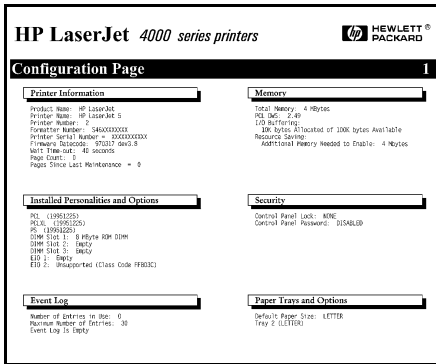 HP LaserJet 4000 series printers
hp HEWLETT® PACKARD
Configuration Page 1
Printer Information
Product Name: HP LaserJet
Printer Name: HP LaserJet 5
Printer Number: 2
Formatter Number: S46XXXXXXX
Printer Serial Number = XXXXXXXXXX
Firmware Datecode: 970317 dev3.8
Wait Time-out: 40 seconds
Page Count: 0
Pages Since Last Maintenance = 0
Memory
Total Memory: 4 MBytes
PCL DWS: 2.49
I/O Buffering:
10K bytes Allocated of 100K bytes Available
Resource Saving:
Additional Memory Needed to Enable: 4 Mbytes
Installed Personalities and Options
PCL (19951225)
PCLXL (19951225)
PS (19951225)
DIMM Slot 1: 8 MByte ROM DIMM
DIMM Slot 2: Empty
DIMM Slot 3: Empty
EIO 1: Empty
EIO 2: Unsupported (Class Code FFB03C)
Security
Control Panel Lock: NONE
Control Panel Password: DISABLED
Event Log
Number of Entries in Use: 0
Maximum Number of Entries: 30
Event Log Is Empty
Paper Trays and Options
Default Paper Size: LETTER
Tray 2 (LETTER)